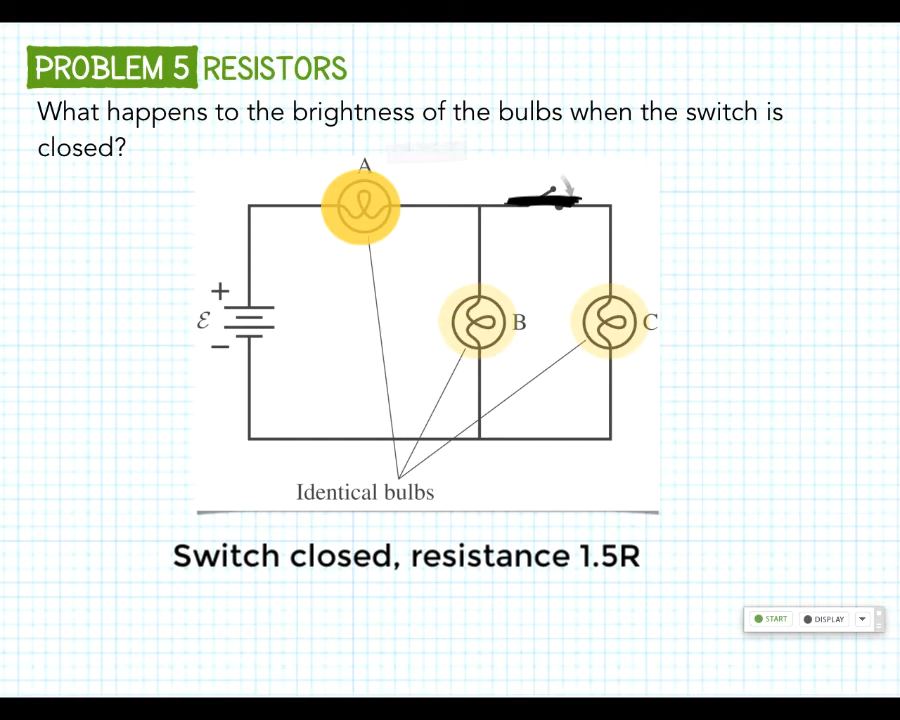 PROBLEM 5 RESISTORS
What happens to the brightness of the bulbs when the switch is
closed?
A
+
ℰ
−
B
C
Identical bulbs
Switch closed, resistance 1.5R
START
DISPLAY